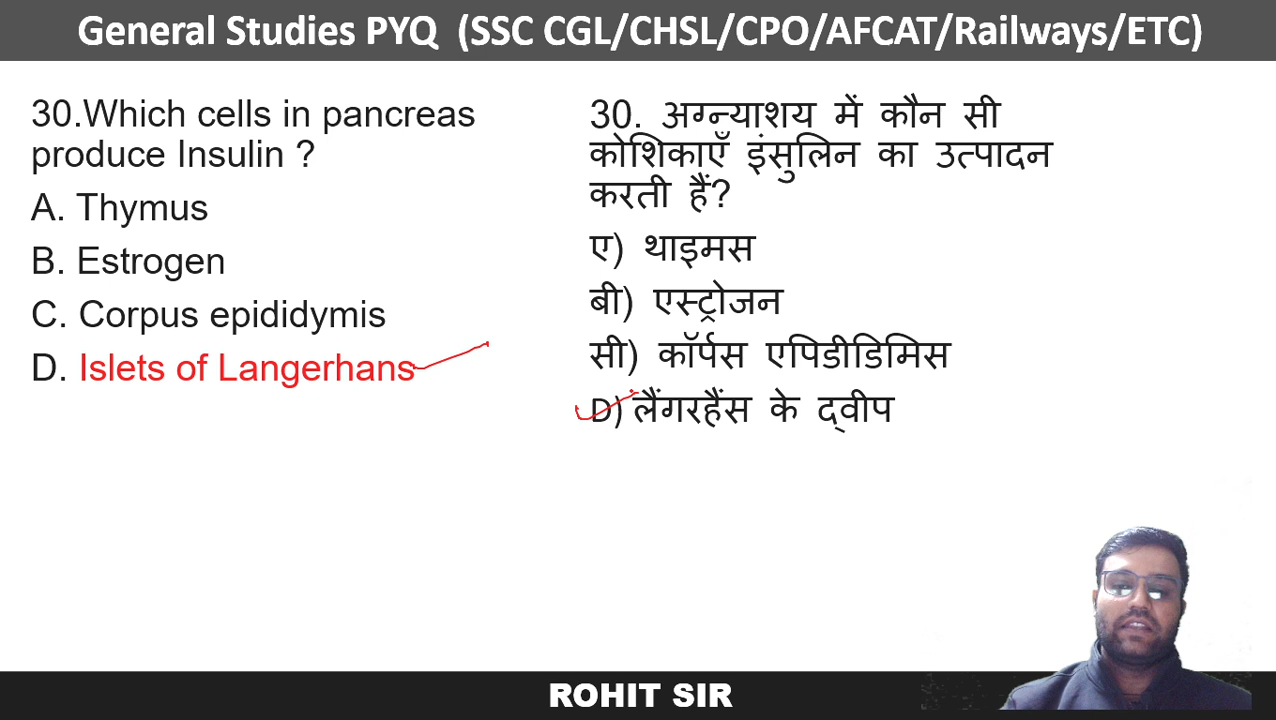 General Studies PYQ (SSC CGL/CHSL/CPO/AFCAT/Railways/ETC)
30.Which cells in pancreas
produce Insulin ?
A. Thymus
B. Estrogen
C. Corpus epididymis
D. Islets of Langerhans
30. अग्न्याशय में कौन सी
कोशिकाएँ इंसुलिन का उत्पादन
करती हैं?
ए) थाइमस
बी) एस्ट्रोजन
सी) कॉर्पस एपिडीडिमिस
D) लैंगरहैंस के द्वीप
ROHIT SIR